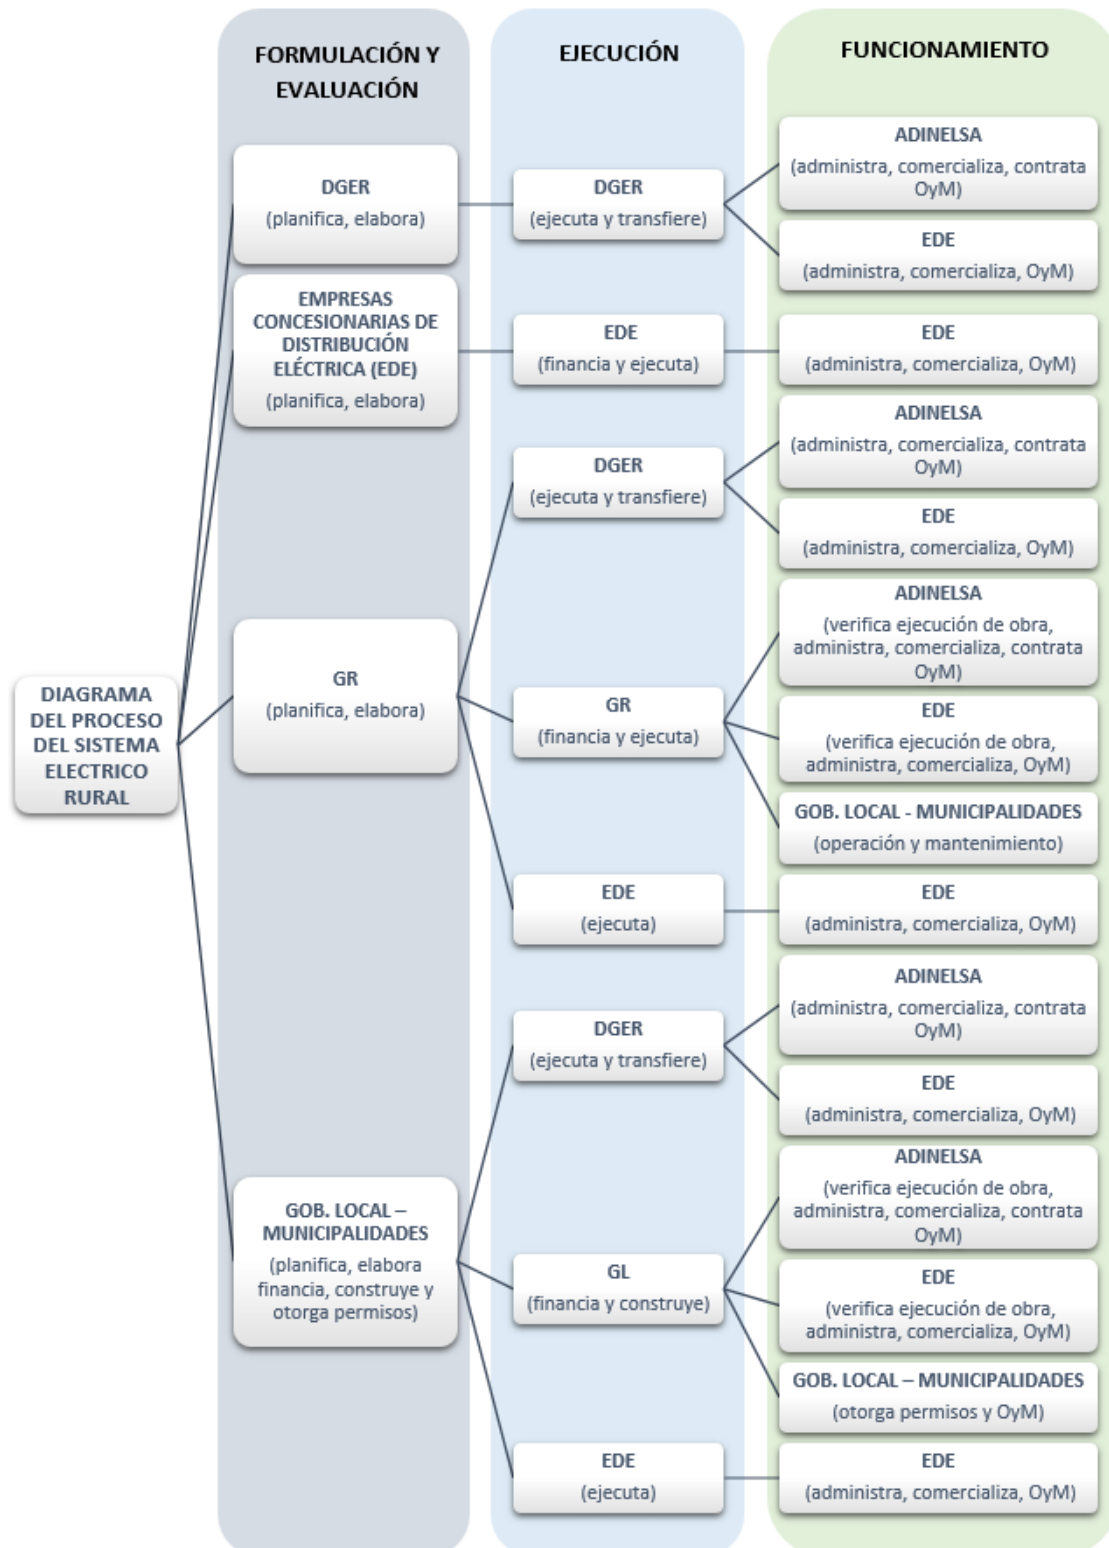 FORMULACIÓN Y
EVALUACIÓN
EJECUCIÓN
FUNCIONAMIENTO
DIAGRAMA
DEL PROCESO
DEL SISTEMA
ELECTRICO
RURAL
DGER
(planifica, elabora)
EMPRESAS
CONCESIONARIAS DE
DISTRIBUCIÓN
ELÉCTRICA (EDE)
(planifica, elabora)
GR
(planifica, elabora)
GOB. LOCAL –
MUNICIPALIDADES
(planifica, elabora
financia, construye y
otorga permisos)
DGER
(ejecuta y transfiere)
EDE
(financia y ejecuta)
DGER
(ejecuta y transfiere)
GR
(financia y ejecuta)
EDE
(ejecuta)
DGER
(ejecuta y transfiere)
GL
(financia y construye)
EDE
(ejecuta)
ADINELSA
(administra, comercializa, contrata
OyM)
EDE
(administra, comercializa, OyM)
EDE
(administra, comercializa, OyM)
ADINELSA
(administra, comercializa, contrata
OyM)
EDE
(administra, comercializa, OyM)
ADINELSA
(verifica ejecución de obra,
administra, comercializa, contrata
OyM)
EDE
(verifica ejecución de obra,
administra, comercializa, OyM)
GOB. LOCAL - MUNICIPALIDADES
(operación y mantenimiento)
EDE
(administra, comercializa, OyM)
ADINELSA
(administra, comercializa, contrata
OyM)
EDE
(administra, comercializa, OyM)
ADINELSA
(verifica ejecución de obra,
administra, comercializa, contrata
OyM)
EDE
(verifica ejecución de obra,
administra, comercializa, OyM)
GOB. LOCAL – MUNICIPALIDADES
(otorga permisos y OyM)
EDE
(administra, comercializa, OyM)